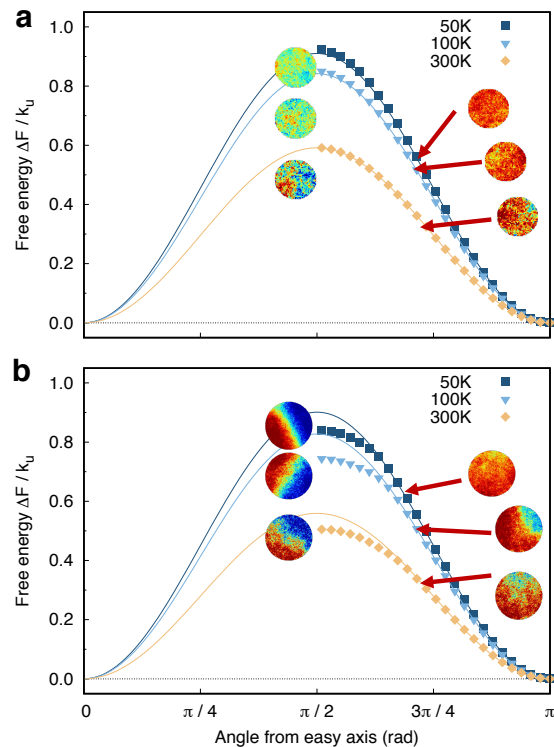 a
50K
100K
300K
Free energy ΔF / kᵤ
1.0
0.8
0.6
0.4
0.2
0.0
b
50K
100K
300K
Free energy ΔF / kᵤ
1.0
0.8
0.6
0.4
0.2
0.0
0
π / 4
π / 2
3π / 4
π
Angle from easy axis (rad)